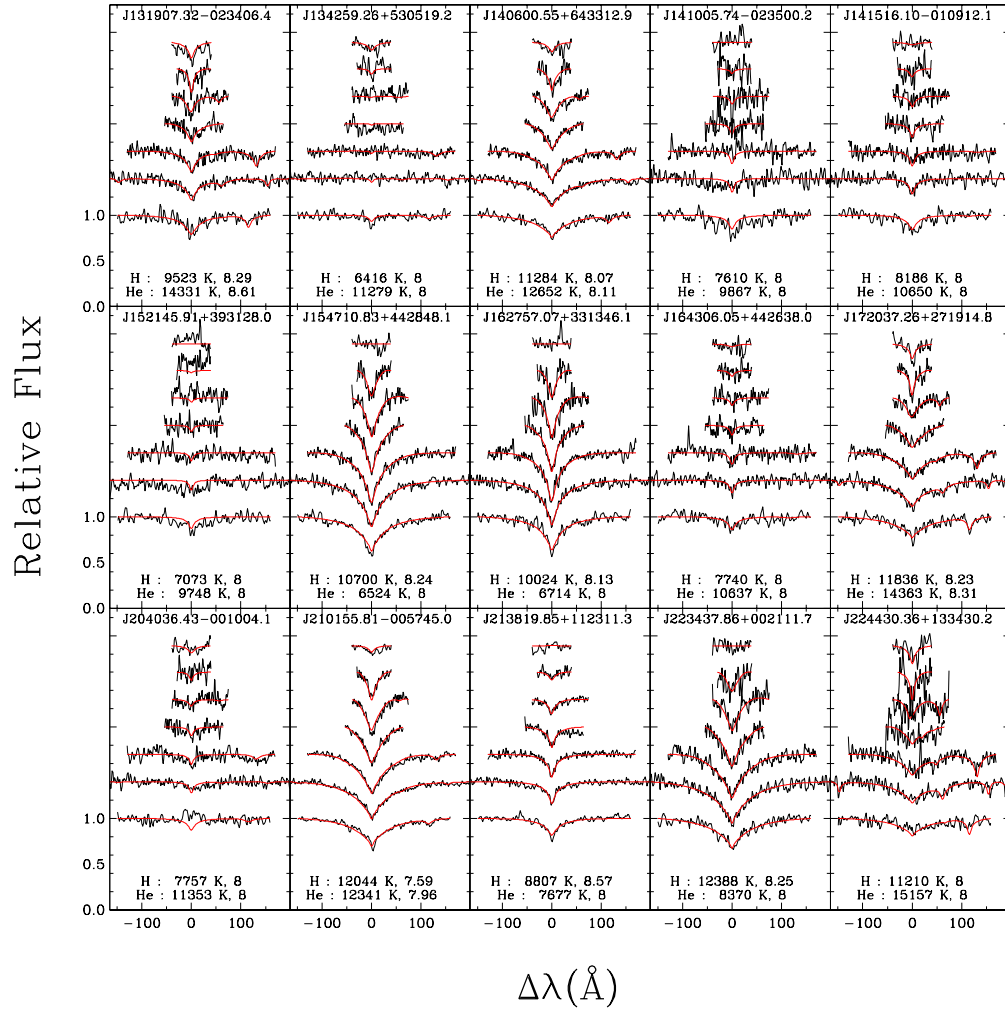 J131907.32-023406.4
J134259.26+530519.2
J140600.55+643312.9
J141005.74-023500.2
J141516.10-010912.1
1.0
0.5
0.0
H : 9523 K, 8.29
He : 14331 K, 8.61
H : 6416 K, 8
He : 11279 K, 8
H : 11284 K, 8.07
He : 12652 K, 8.11
H : 7610 K, 8
He : 9867 K, 8
H : 8186 K, 8
He : 10650 K, 8
J152145.91+393128.0
J154710.83+442848.1
J162757.07+331346.1
J164306.05+442638.0
J172037.26+271914.8
Relative Flux
1.0
0.5
0.0
H : 7073 K, 8
He : 9748 K, 8
H : 10700 K, 8.24
He : 6524 K, 8
H : 10024 K, 8.13
He : 6714 K, 8
H : 7740 K, 8
He : 10637 K, 8
H : 11836 K, 8.23
He : 14363 K, 8.31
J204036.43-001004.1
J210155.81-005745.0
J213819.85+112311.3
J223437.86+002111.7
J224430.36+133430.2
1.0
0.5
0.0
H : 7757 K, 8
He : 11353 K, 8
H : 12044 K, 7.59
He : 12341 K, 7.96
H : 8807 K, 8.57
He : 7677 K, 8
H : 12388 K, 8.25
He : 8370 K, 8
H : 11210 K, 8
He : 15157 K, 8
-100 0 100
-100 0 100
-100 0 100
-100 0 100
-100 0 100
Δλ(Å)